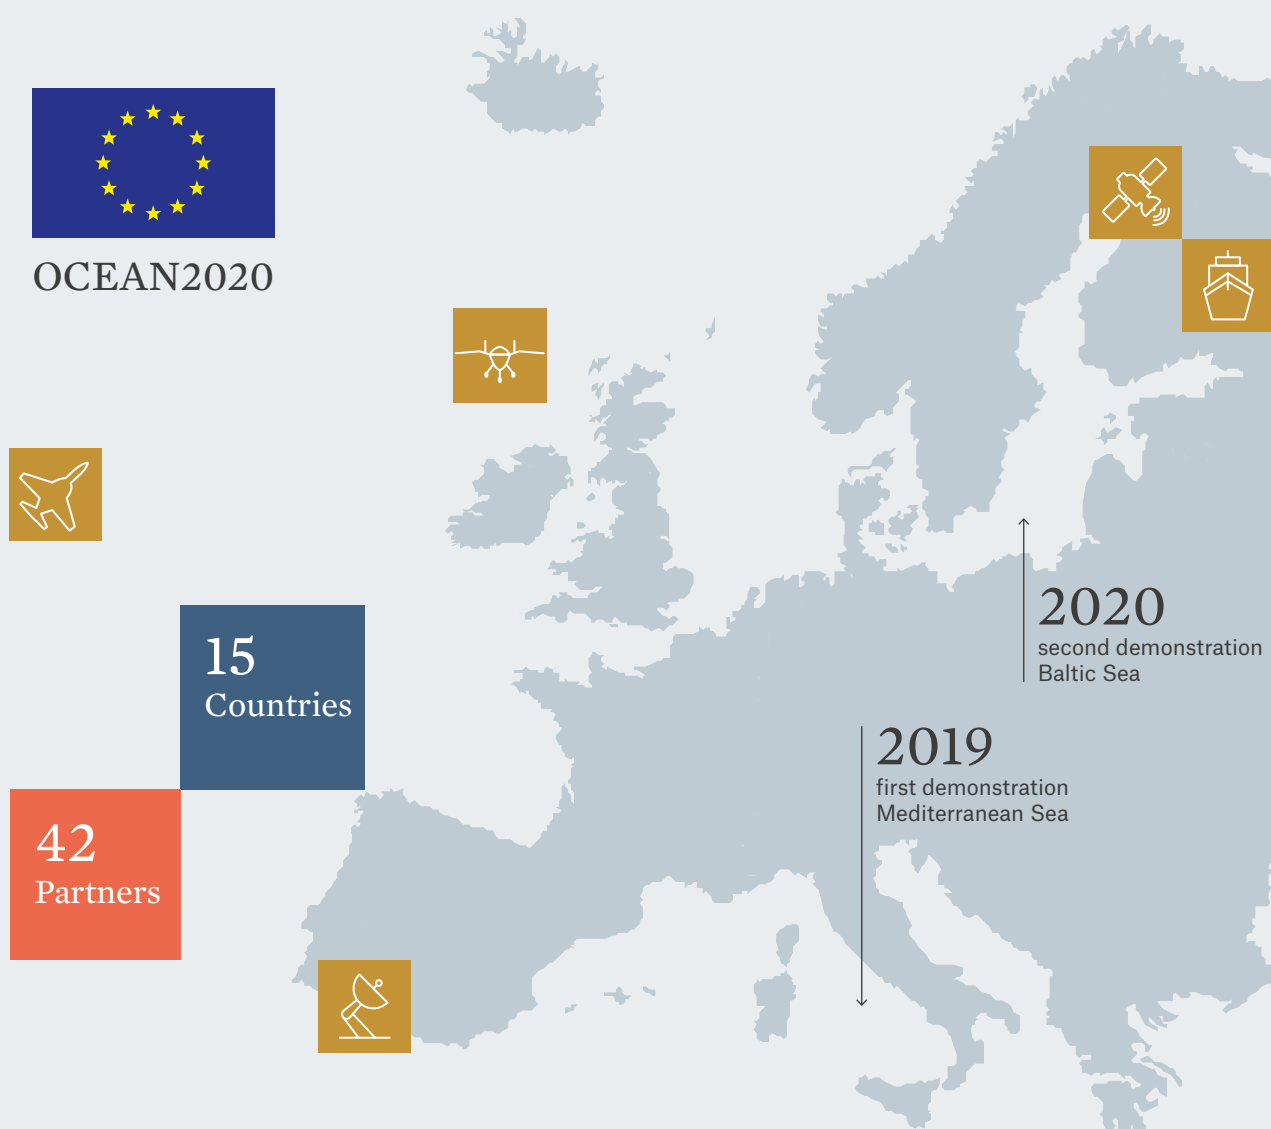 OCEAN2020
15
Countries
42
Partners
2020
second demonstration
Baltic Sea
2019
first demonstration
Mediterranean Sea